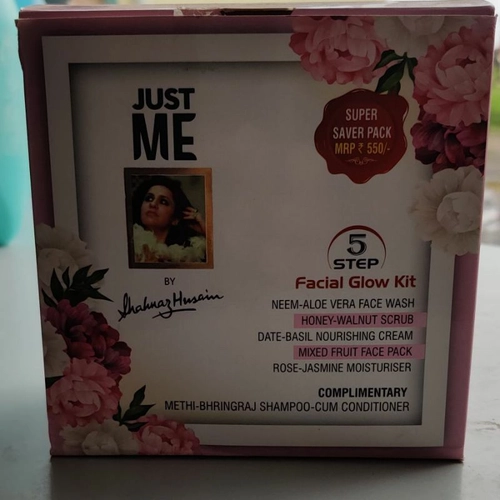 JUST
ME
BY
Shahnaz Husain
SUPER
SAVER PACK
MRP ₹ 550/-
5
STEP
Facial Glow Kit
NEEM-ALOE VERA FACE WASH
HONEY-WALNUT SCRUB
DATE-BASIL NOURISHING CREAM
MIXED FRUIT FACE PACK
ROSE-JASMINE MOISTURISER
COMPLIMENTARY
METHI-BHRINGRAJ SHAMPOO-CUM CONDITIONER